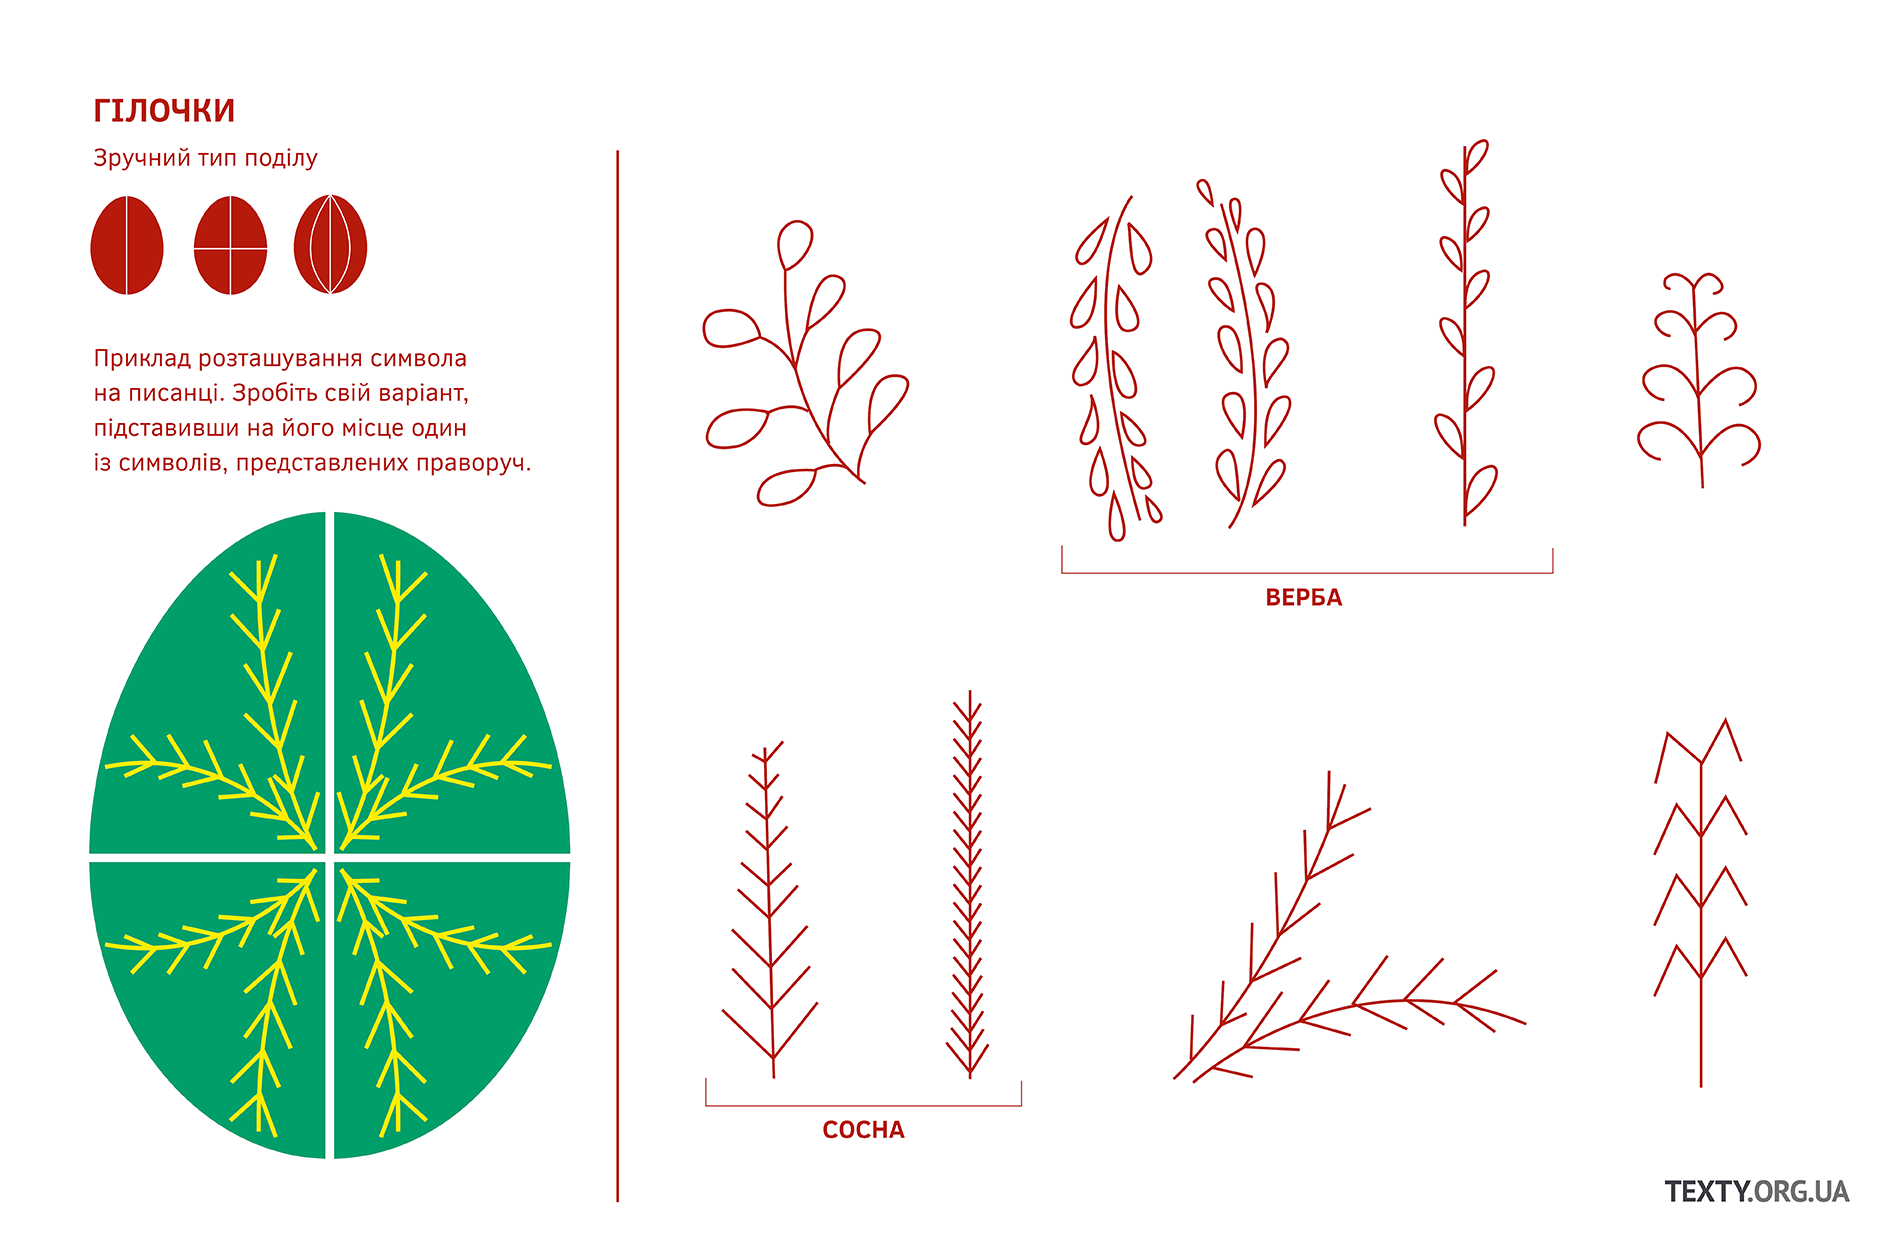 ГІЛОЧКИ
Зручний тип поділу
Приклад розташування символа
на писанці. Зробіть свій варіант,
підставивши на його місце один
із символів, представлених праворуч.
ВЕРБА
СОСНА
TEXTY.ORG.UA